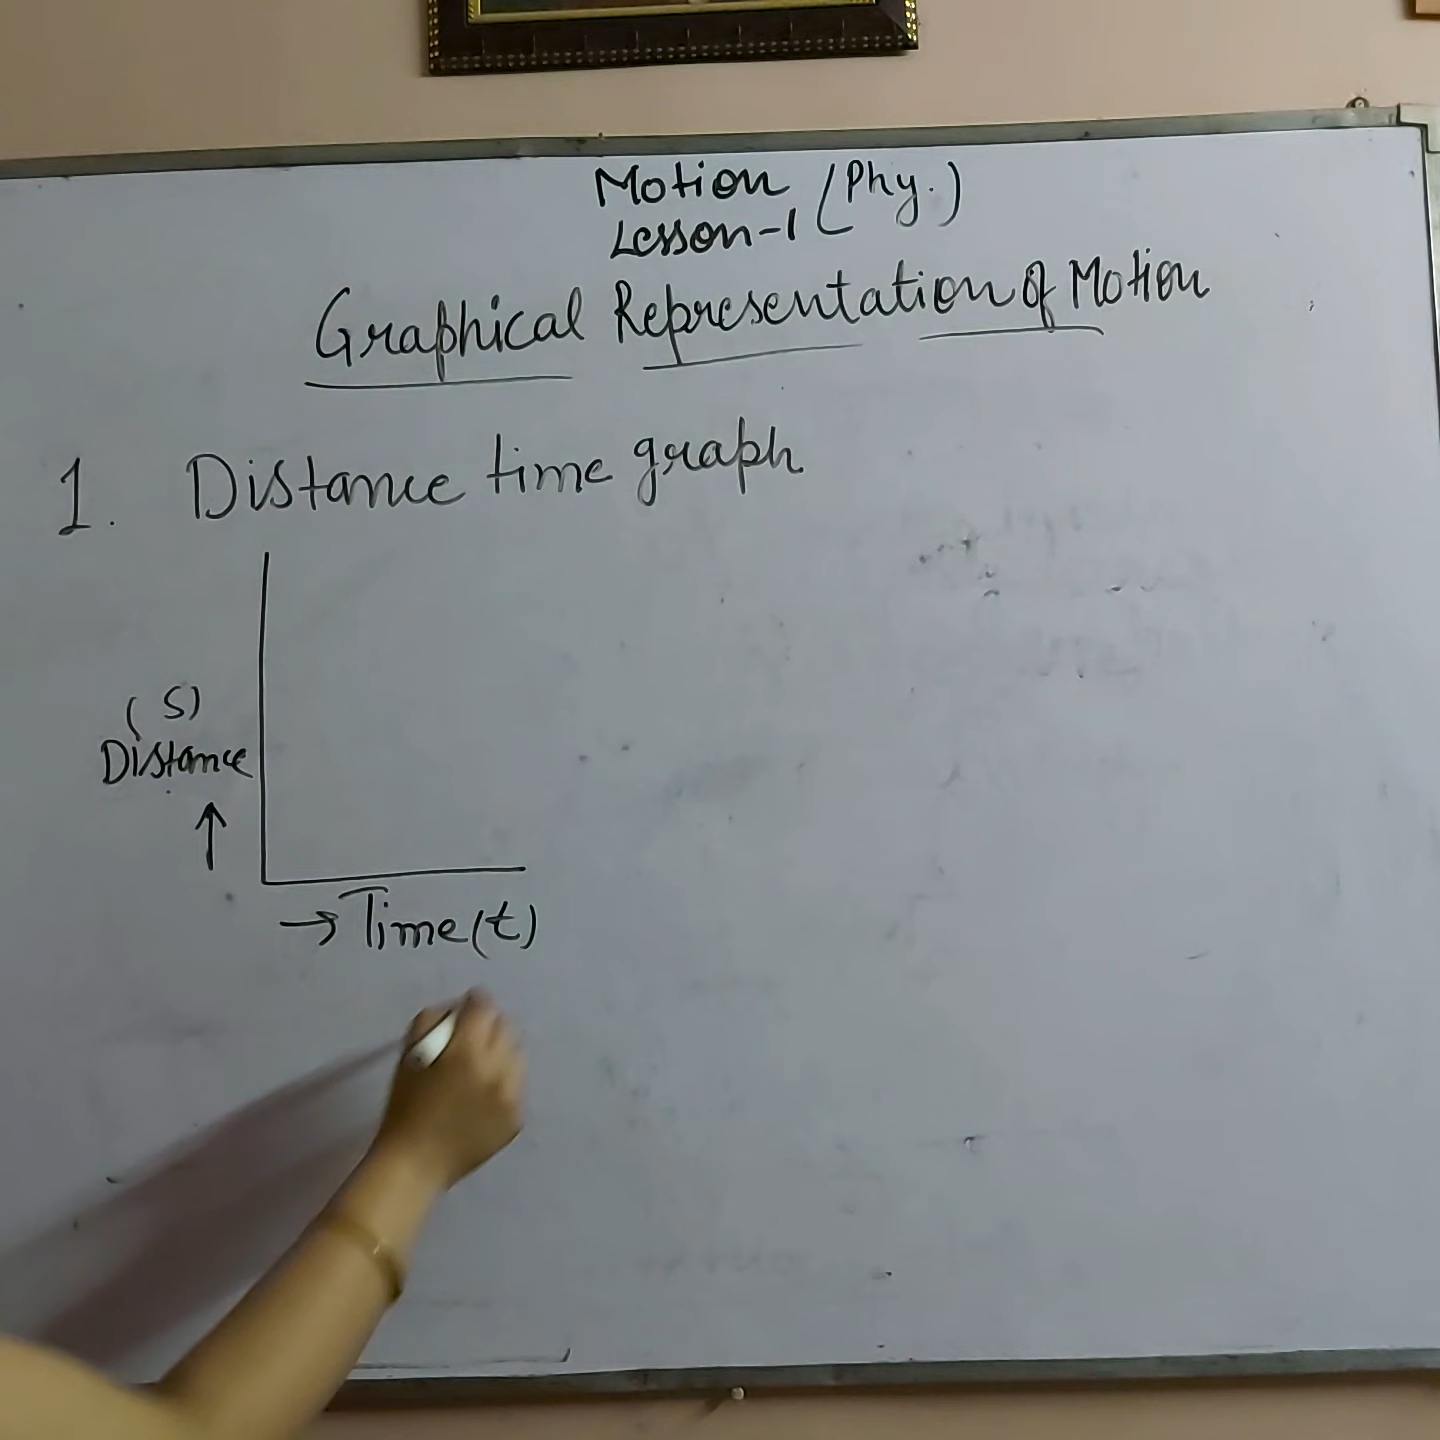 Motion (Phy.)
Lesson-1
Graphical Representation of Motion
1. Distance time graph
(S)
Distance
↑
→ Time(t)